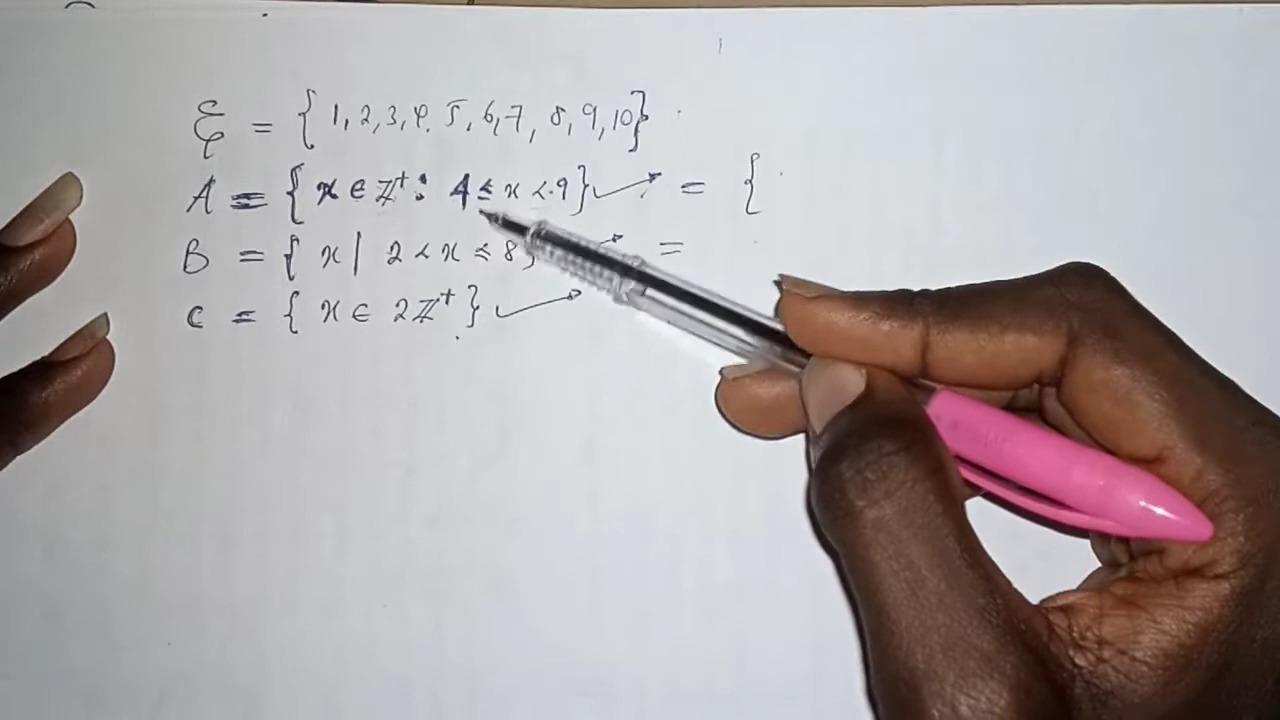 ξ = { 1, 2, 3, 4, 5, 6, 7, 8, 9, 10}
A = { x ∈ ℤ⁺ : 4 ≤ x < 9} = {
B = { x | 2 < x ≤ 8} =
C = { x ∈ 2ℤ⁺ }